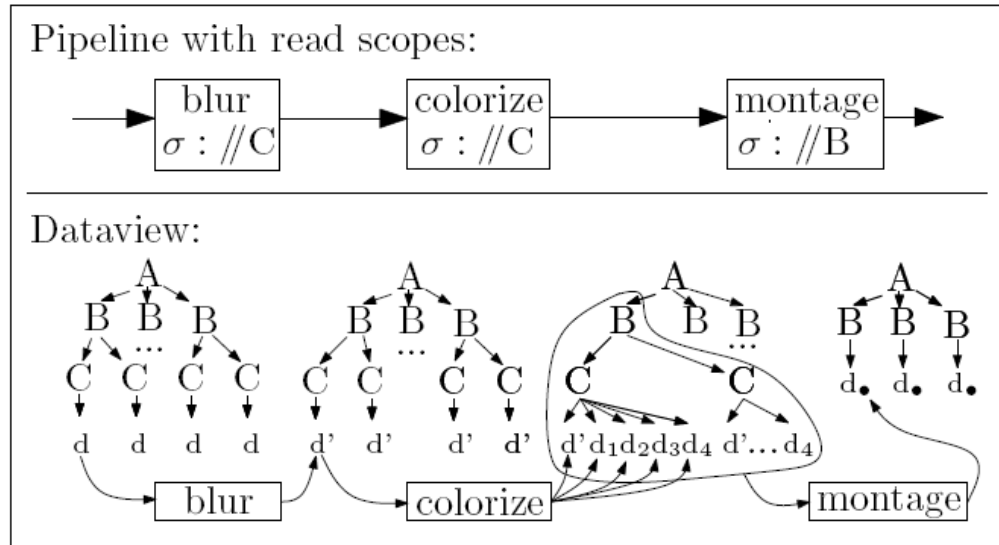 Pipeline with read scopes:
blur colorize montage
σ : //C σ : //C σ : //B
Dataview:
A A A A
B B B B B B B B B B B B
... ... ...
C C C C C C C C C C
d d d d d' d' d' d' d' d₁ d₂ d₃ d₄ d' ... d₄ d• d• d•
blur colorize montage